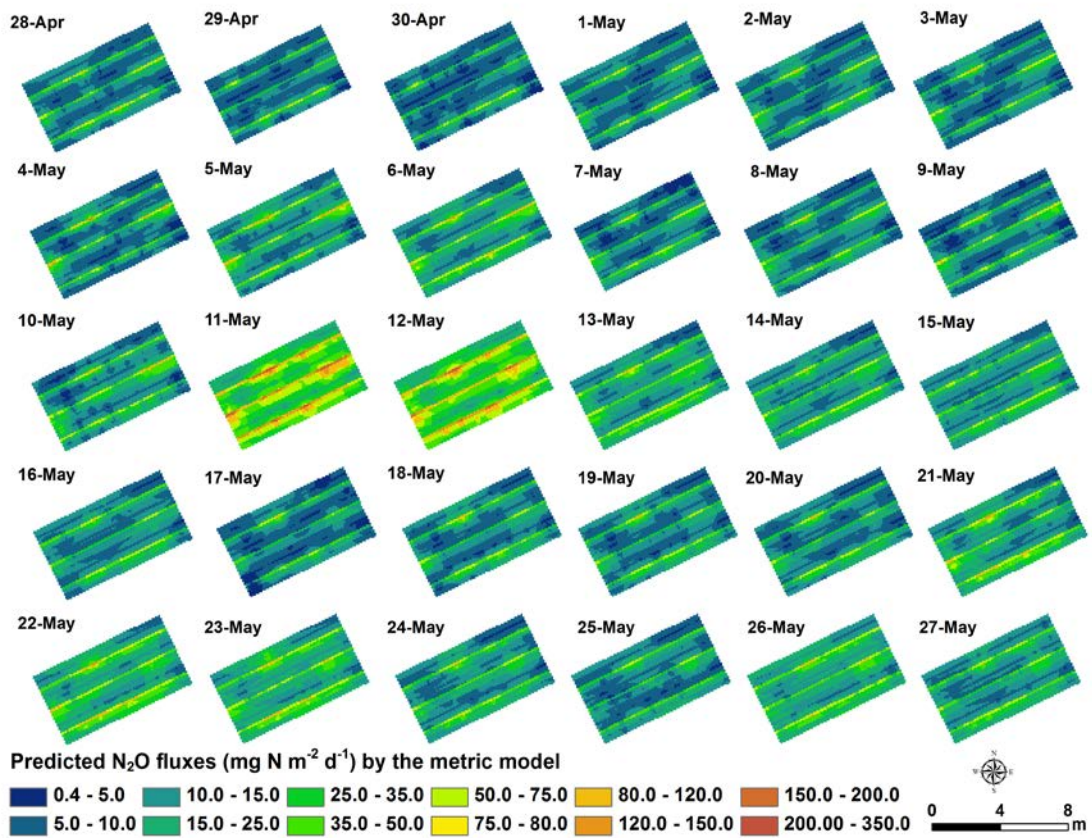 28-Apr 29-Apr 30-Apr 1-May 2-May 3-May
4-May 5-May 6-May 7-May 8-May 9-May
10-May 11-May 12-May 13-May 14-May 15-May
16-May 17-May 18-May 19-May 20-May 21-May
22-May 23-May 24-May 25-May 26-May 27-May
Predicted N₂O fluxes (mg N m⁻² d⁻¹) by the metric model
0.4 - 5.0 10.0 - 15.0 25.0 - 35.0 50.0 - 75.0 80.0 - 120.0 150.0 - 200.0
5.0 - 10.0 15.0 - 25.0 35.0 - 50.0 75.0 - 80.0 120.0 - 150.0 200.00 - 350.0
N
W E
S
0 4 8
m